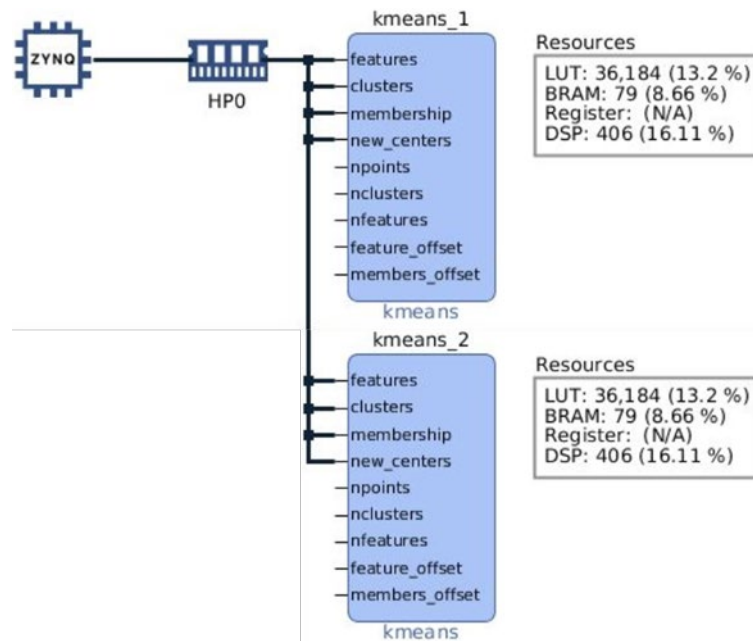 ZYNQ
HP0
kmeans_1
features
clusters
membership
new_centers
npoints
nclusters
nfeatures
feature_offset
members_offset
kmeans
Resources
LUT: 36,184 (13.2 %)
BRAM: 79 (8.66 %)
Register: (N/A)
DSP: 406 (16.11 %)
kmeans_2
features
clusters
membership
new_centers
npoints
nclusters
nfeatures
feature_offset
members_offset
kmeans
Resources
LUT: 36,184 (13.2 %)
BRAM: 79 (8.66 %)
Register: (N/A)
DSP: 406 (16.11 %)